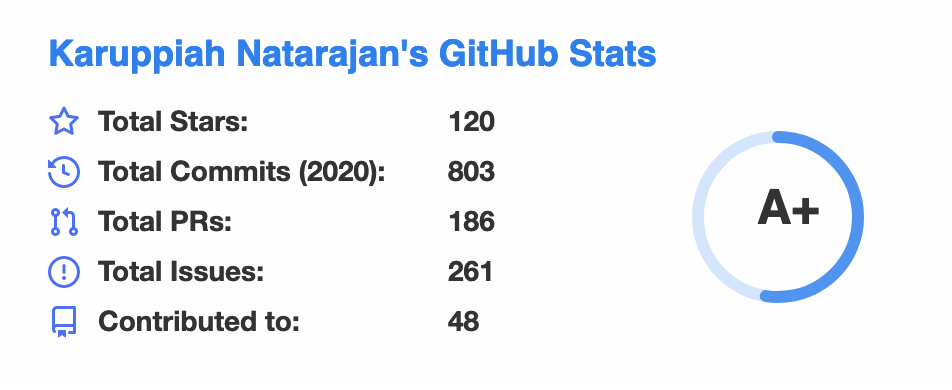 Karuppiah Natarajan's GitHub Stats
Total Stars: 120
Total Commits (2020): 803
Total PRs: 186
Total Issues: 261
Contributed to: 48
A+